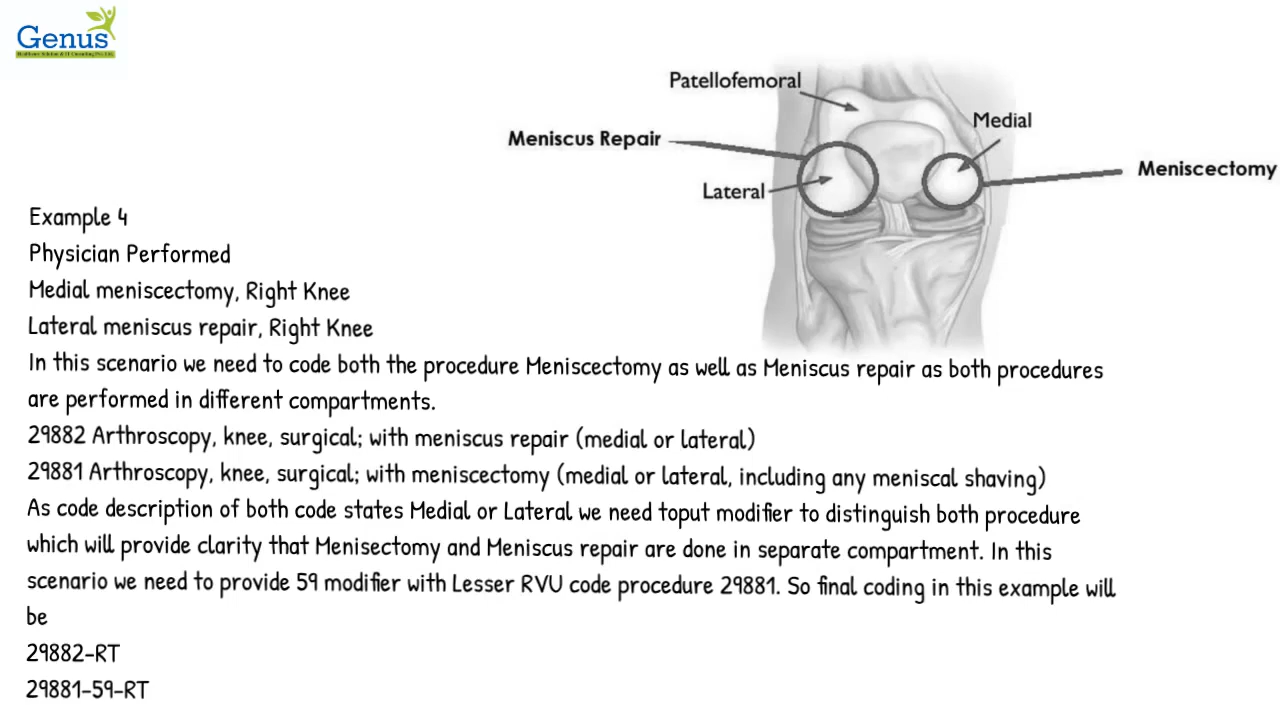 Genus
Patellofemoral
Medial
Meniscus Repair
Meniscectomy
Lateral
Example 4
Physician Performed
Medial meniscectomy, Right Knee
Lateral meniscus repair, Right Knee
In this scenario we need to code both the procedure Meniscectomy as well as Meniscus repair as both procedures
are performed in different compartments.
29882 Arthroscopy, knee, surgical; with meniscus repair (medial or lateral)
29881 Arthroscopy, knee, surgical; with meniscectomy (medial or lateral, including any meniscal shaving)
As code description of both code states Medial or Lateral we need toput modifier to distinguish both procedure
which will provide clarity that Menisectomy and Meniscus repair are done in separate compartment. In this
scenario we need to provide 59 modifier with Lesser RVU code procedure 29881. So final coding in this example will
be
29882-RT
29881-59-RT